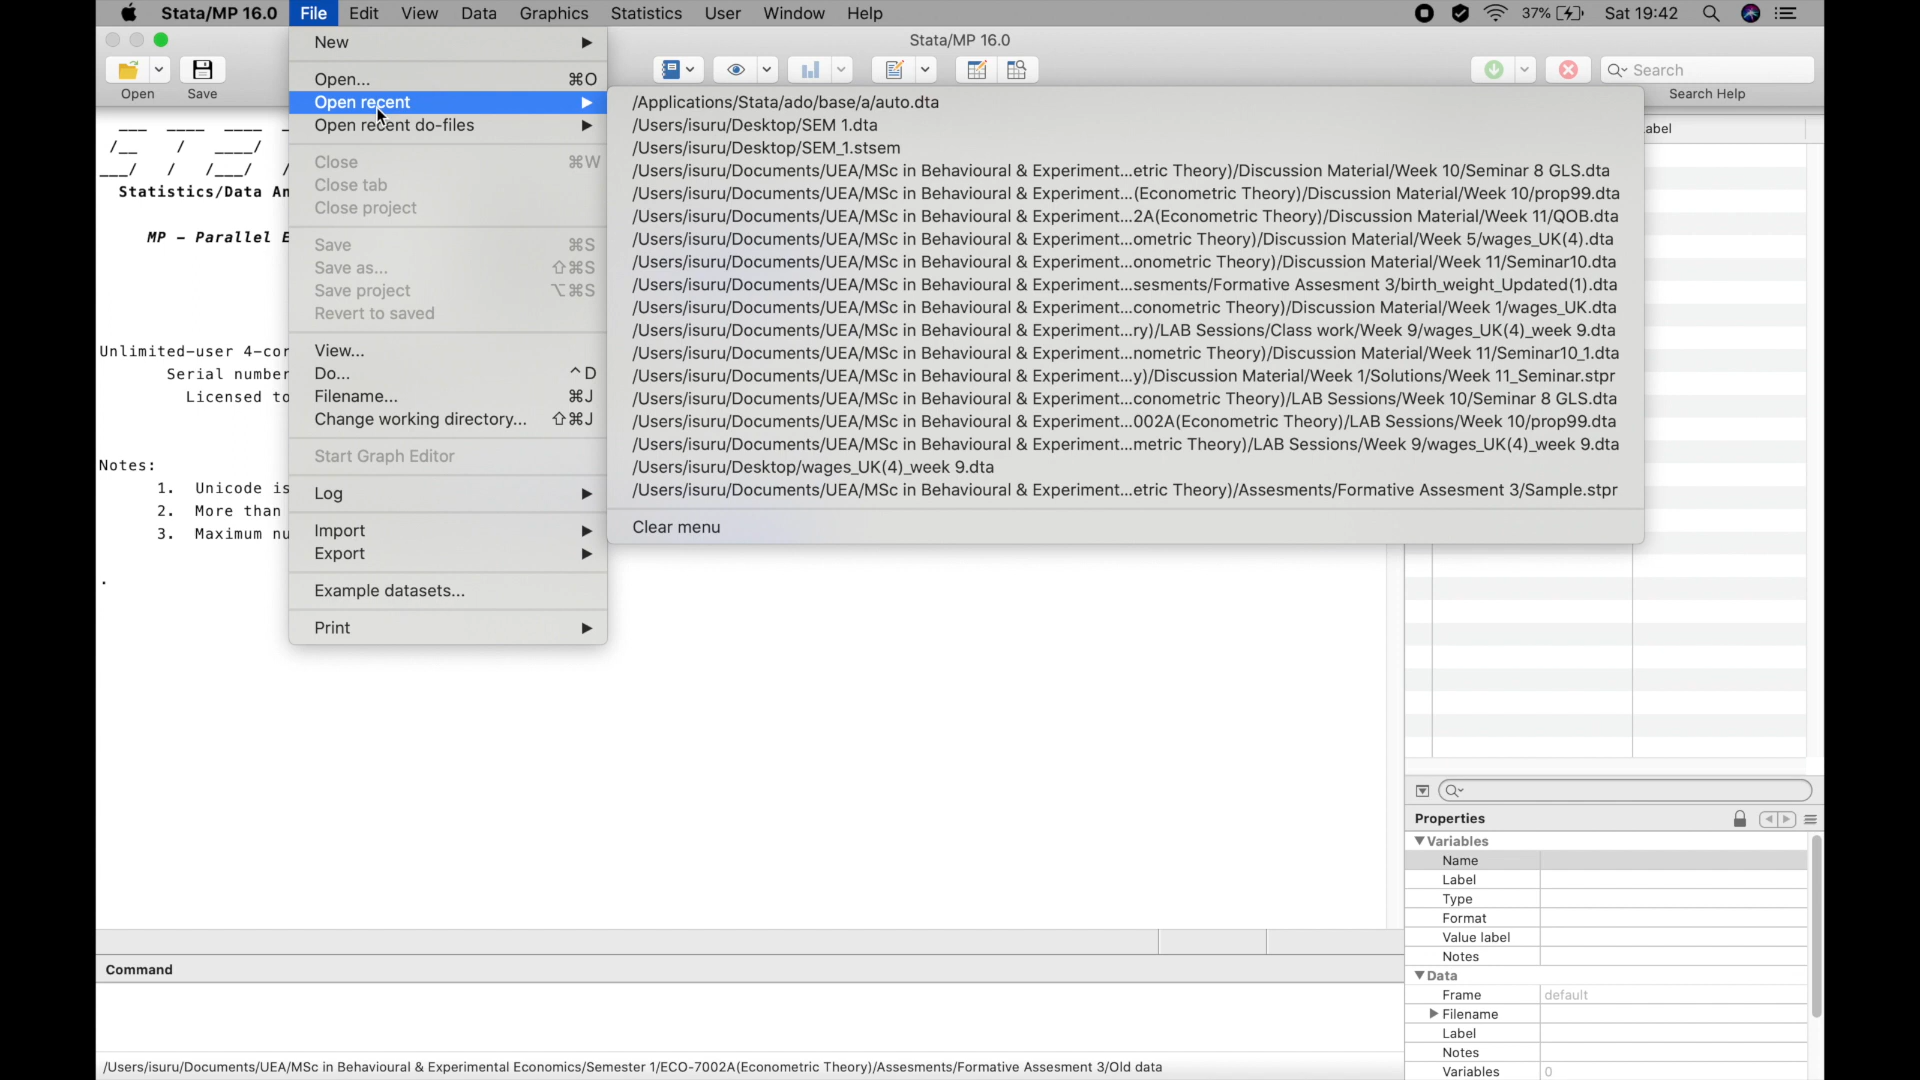 Stata/MP 16.0 File Edit View Data Graphics Statistics User Window Help 37% Sat 19:42
Stata/MP 16.0
Open Save
Search
Search Help
New
Open... ⌘O
Open recent
Open recent do-files
Close ⌘W
Close tab
Close project
Save ⌘S
Save as... ⇧⌘S
Save project ⌥⌘S
Revert to saved
View...
Do... ^D
Filename... ⌘J
Change working directory... ⇧⌘J
Start Graph Editor
Log
Import
Export
Example datasets...
Print
/Applications/Stata/ado/base/a/auto.dta
/Users/isuru/Desktop/SEM 1.dta
/Users/isuru/Desktop/SEM_1.stsem
/Users/isuru/Documents/UEA/MSc in Behavioural & Experiment...etric Theory)/Discussion Material/Week 10/Seminar 8 GLS.dta
/Users/isuru/Documents/UEA/MSc in Behavioural & Experiment...(Econometric Theory)/Discussion Material/Week 10/prop99.dta
/Users/isuru/Documents/UEA/MSc in Behavioural & Experiment...2A(Econometric Theory)/Discussion Material/Week 11/QOB.dta
/Users/isuru/Documents/UEA/MSc in Behavioural & Experiment...ometric Theory)/Discussion Material/Week 5/wages_UK(4).dta
/Users/isuru/Documents/UEA/MSc in Behavioural & Experiment...onometric Theory)/Discussion Material/Week 11/Seminar10.dta
/Users/isuru/Documents/UEA/MSc in Behavioural & Experiment...sesments/Formative Assesment 3/birth_weight_Updated(1).dta
/Users/isuru/Documents/UEA/MSc in Behavioural & Experiment...conometric Theory)/Discussion Material/Week 1/wages_UK.dta
/Users/isuru/Documents/UEA/MSc in Behavioural & Experiment...ry)/LAB Sessions/Class work/Week 9/wages_UK(4)_week 9.dta
/Users/isuru/Documents/UEA/MSc in Behavioural & Experiment...nometric Theory)/Discussion Material/Week 11/Seminar10_1.dta
/Users/isuru/Documents/UEA/MSc in Behavioural & Experiment...y)/Discussion Material/Week 1/Solutions/Week 11_Seminar.stpr
/Users/isuru/Documents/UEA/MSc in Behavioural & Experiment...conometric Theory)/LAB Sessions/Week 10/Seminar 8 GLS.dta
/Users/isuru/Documents/UEA/MSc in Behavioural & Experiment...002A(Econometric Theory)/LAB Sessions/Week 10/prop99.dta
/Users/isuru/Documents/UEA/MSc in Behavioural & Experiment...metric Theory)/LAB Sessions/Week 9/wages_UK(4)_week 9.dta
/Users/isuru/Desktop/wages_UK(4)_week 9.dta
/Users/isuru/Documents/UEA/MSc in Behavioural & Experiment...etric Theory)/Assesments/Formative Assesment 3/Sample.stpr
Clear menu
abel
Statistics/Data An
MP - Parallel E
Unlimited-user 4-cor
Serial number
Licensed to
Notes:
1. Unicode is
2. More than
3. Maximum nu
.
Properties
Variables
Name
Label
Type
Format
Value label
Notes
Data
Frame default
Filename
Label
Notes
Variables 0
Command
/Users/isuru/Documents/UEA/MSc in Behavioural & Experimental Economics/Semester 1/ECO-7002A(Econometric Theory)/Assesments/Formative Assesment 3/Old data